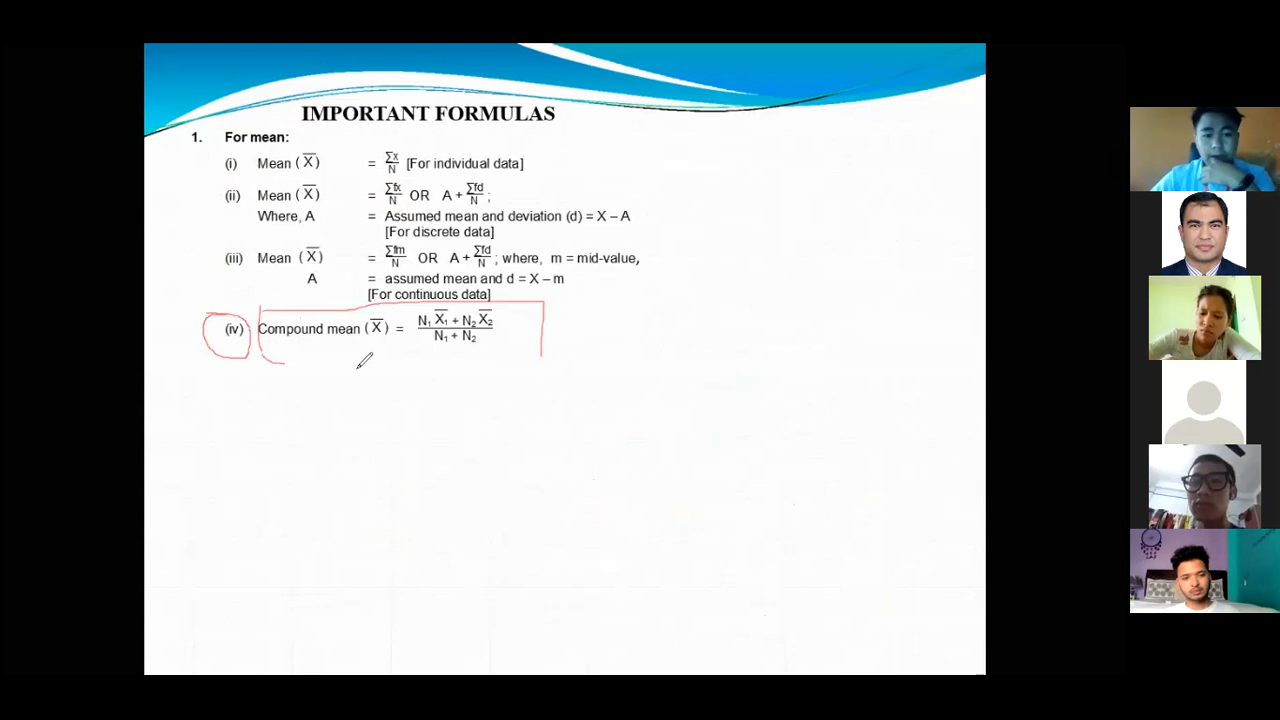 IMPORTANT FORMULAS
1. For mean:
(i) Mean (X̅) = Σx/N [For individual data]
(ii) Mean (X̅) = Σfx/N OR A + Σfd/N ;
Where, A = Assumed mean and deviation (d) = X – A
[For discrete data]
(iii) Mean (X̅) = Σfm/N OR A + Σfd/N ; where, m = mid-value,
A = assumed mean and d = X – m
[For continuous data]
(iv) Compound mean (X̅) = N₁ X̅₁ + N₂ X̅₂ / N₁ + N₂